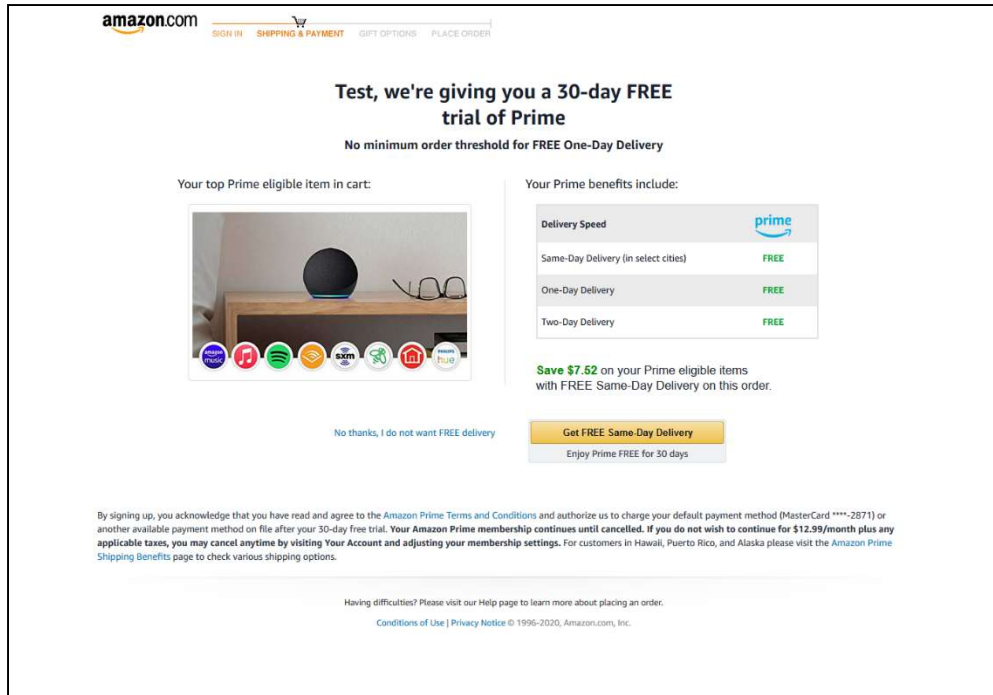 amazon.com
SIGN IN SHIPPING & PAYMENT GIFT OPTIONS PLACE ORDER
Test, we're giving you a 30-day FREE
trial of Prime
No minimum order threshold for FREE One-Day Delivery
Your top Prime eligible item in cart:
amazon
music
sxm
PHILIPS
hue
Your Prime benefits include:
Delivery Speed prime
Same-Day Delivery (in select cities) FREE
One-Day Delivery FREE
Two-Day Delivery FREE
Save $7.52 on your Prime eligible items
with FREE Same-Day Delivery on this order.
No thanks, I do not want FREE delivery
Get FREE Same-Day Delivery
Enjoy Prime FREE for 30 days
By signing up, you acknowledge that you have read and agree to the Amazon Prime Terms and Conditions and authorize us to charge your default payment method (MasterCard ****-2871) or
another available payment method on file after your 30-day free trial. Your Amazon Prime membership continues until cancelled. If you do not wish to continue for $12.99/month plus any
applicable taxes, you may cancel anytime by visiting Your Account and adjusting your membership settings. For customers in Hawaii, Puerto Rico, and Alaska please visit the Amazon Prime
Shipping Benefits page to check various shipping options.
Having difficulties? Please visit our Help page to learn more about placing an order.
Conditions of Use | Privacy Notice © 1996-2020, Amazon.com, Inc.